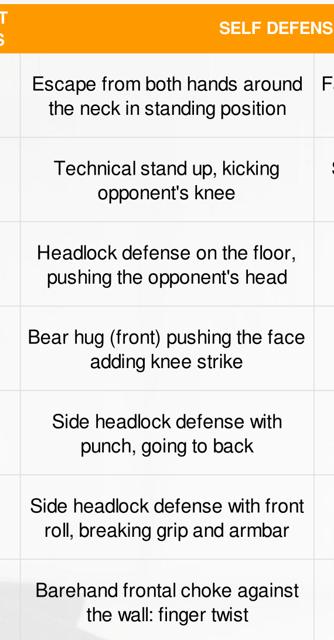 SELF DEFENS
Escape from both hands around
the neck in standing position
Technical stand up, kicking
opponent's knee
Headlock defense on the floor,
pushing the opponent's head
Bear hug (front) pushing the face
adding knee strike
Side headlock defense with
punch, going to back
Side headlock defense with front
roll, breaking grip and armbar
Barehand frontal choke against
the wall: finger twist